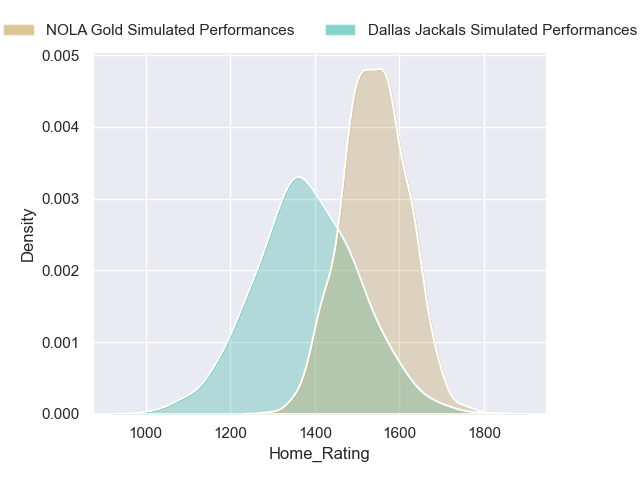 NOLA Gold Simulated Performances
Dallas Jackals Simulated Performances
0.005
0.004
0.003
0.002
0.001
0.000
Density
1000 1200 1400 1600 1800
Home_Rating